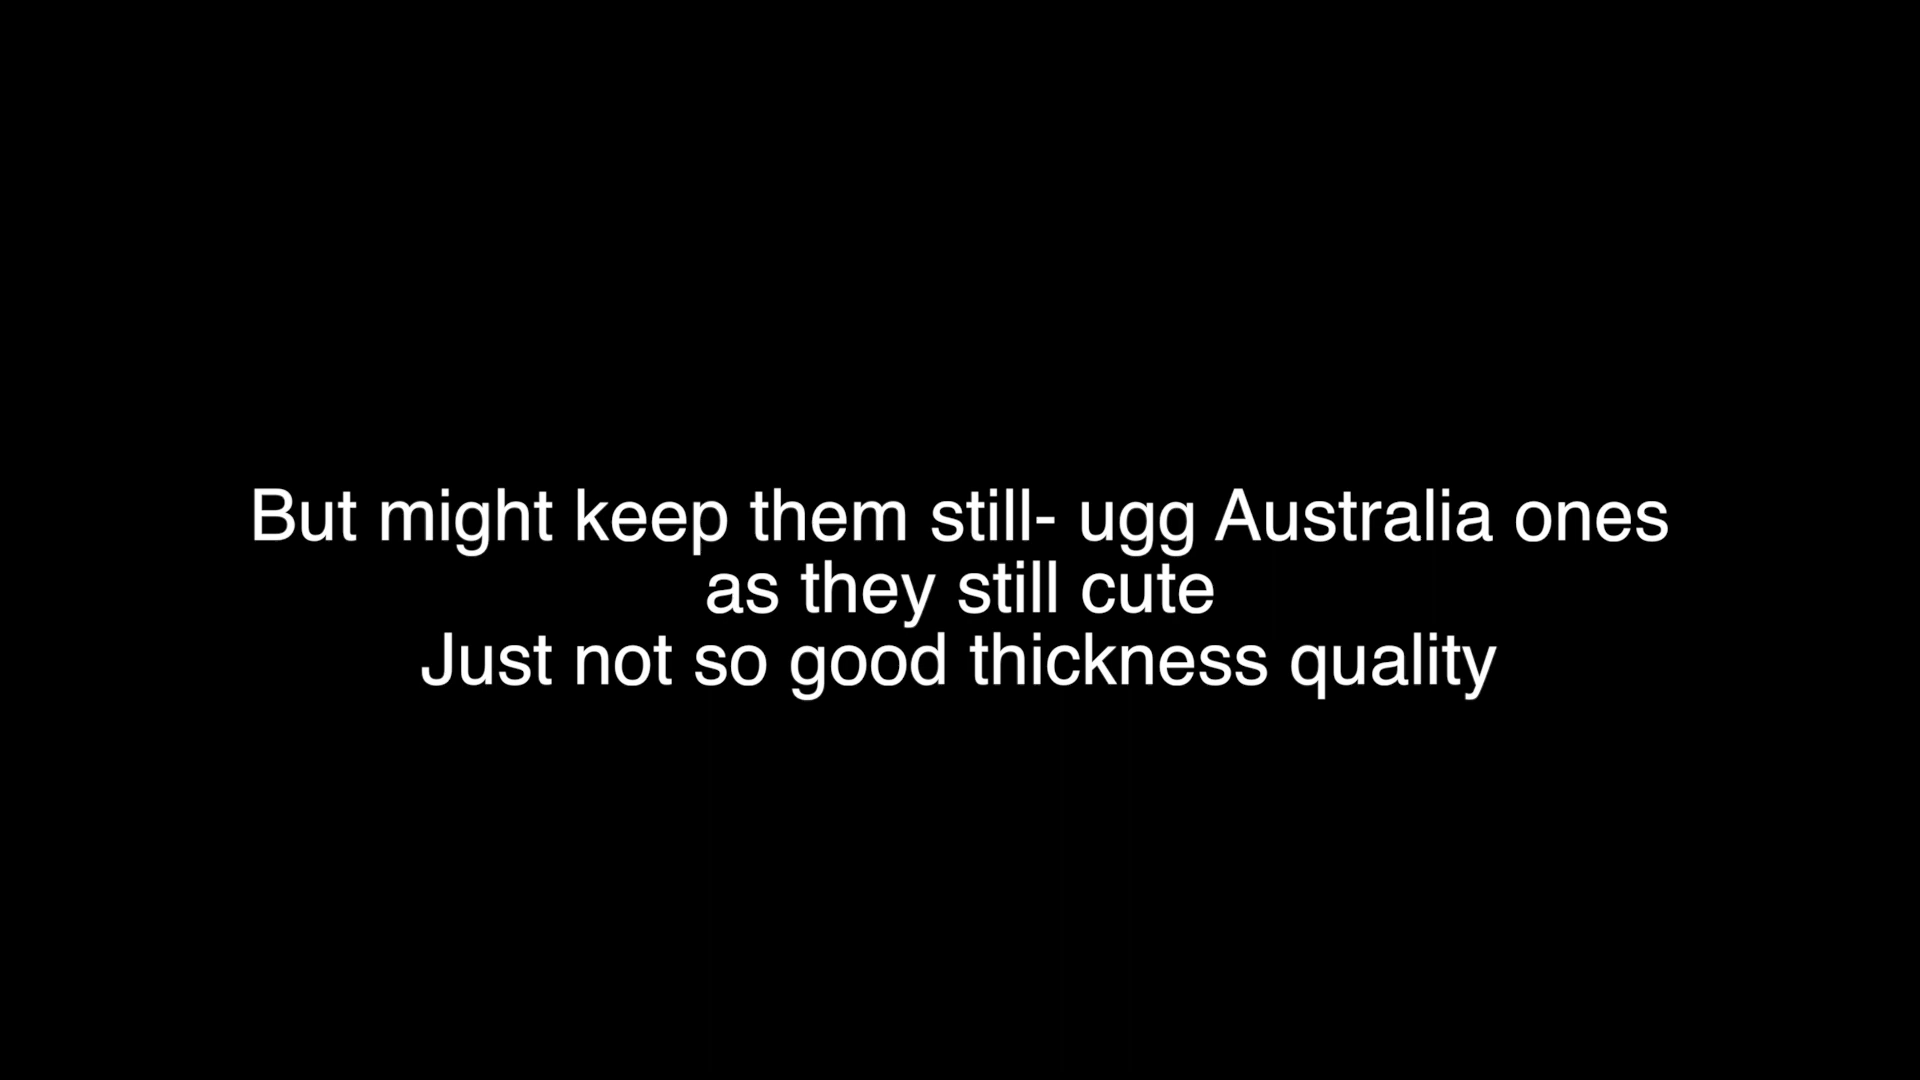 But might keep them still- ugg Australia ones
as they still cute
Just not so good thickness quality